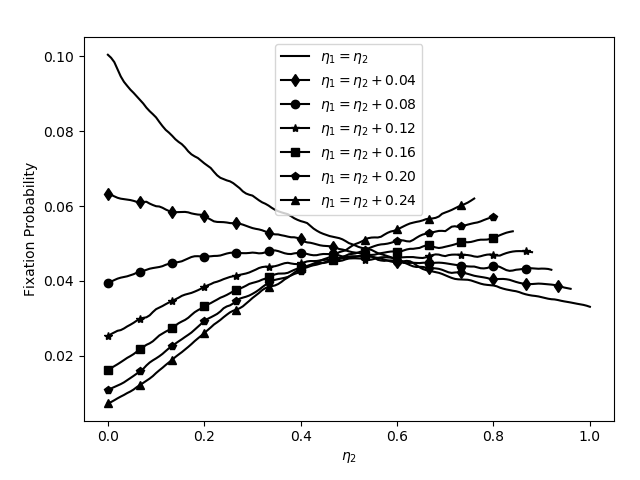 0.10
0.08
0.06
0.04
0.02
Fixation Probability
η₁ = η₂
η₁ = η₂ + 0.04
η₁ = η₂ + 0.08
η₁ = η₂ + 0.12
η₁ = η₂ + 0.16
η₁ = η₂ + 0.20
η₁ = η₂ + 0.24
0.0 0.2 0.4 0.6 0.8 1.0
η₂